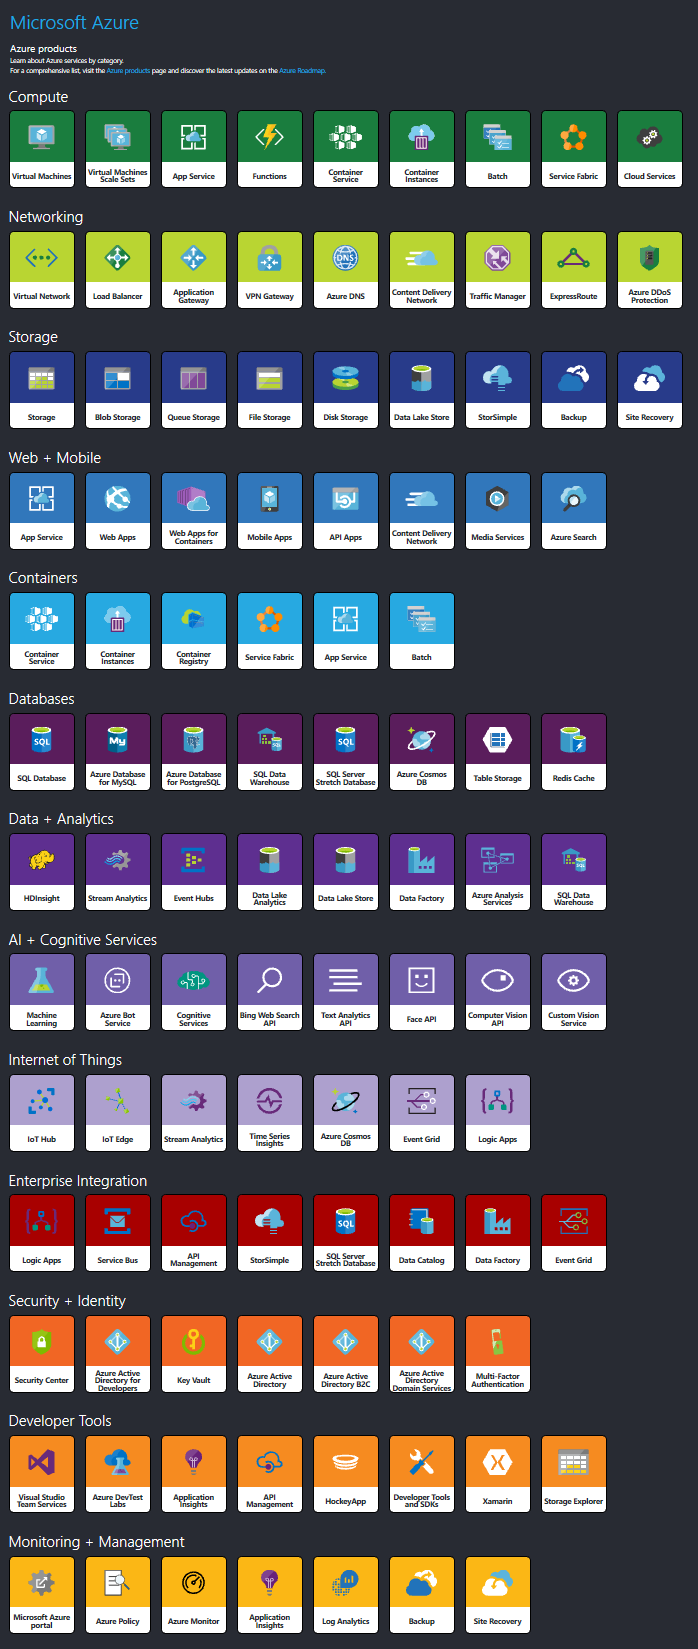 Microsoft Azure
Azure products
Learn about Azure services by category.
For a comprehensive list, visit the Azure products page and discover the latest updates on the Azure Roadmap.
Compute
Virtual Machines
Virtual Machines
Scale Sets
App Service
Functions
Container
Service
Container
Instances
Batch
Service Fabric
Cloud Services
Networking
Virtual Network
Load Balancer
Application
Gateway
VPN Gateway
DNS
Azure DNS
Content Delivery
Network
Traffic Manager
ExpressRoute
Azure DDoS
Protection
Storage
Storage
Blob Storage
Queue Storage
File Storage
Disk Storage
Data Lake Store
StorSimple
Backup
Site Recovery
Web + Mobile
App Service
Web Apps
Web Apps for
Containers
Mobile Apps
API Apps
Content Delivery
Network
Media Services
Azure Search
Containers
Container
Service
Container
Instances
Container
Registry
Service Fabric
App Service
Batch
Databases
SQL
SQL Database
My
Azure Database
for MySQL
Azure Database
for PostgreSQL
SQL
SQL Data
Warehouse
SQL
SQL Server
Stretch Database
Azure Cosmos
DB
Table Storage
Redis Cache
Data + Analytics
HDInsight
Stream Analytics
Event Hubs
Data Lake
Analytics
Data Lake Store
Data Factory
Azure Analysis
Services
SQL
SQL Data
Warehouse
AI + Cognitive Services
Machine
Learning
Azure Bot
Service
Cognitive
Services
Bing Web Search
API
Text Analytics
API
Face API
Computer Vision
API
Custom Vision
Service
Internet of Things
IoT Hub
IoT Edge
Stream Analytics
Time Series
Insights
Azure Cosmos
DB
Event Grid
Logic Apps
Enterprise Integration
Logic Apps
Service Bus
API
Management
StorSimple
SQL
SQL Server
Stretch Database
Data Catalog
Data Factory
Event Grid
Security + Identity
Security Center
Azure Active
Directory for
Developers
Key Vault
Azure Active
Directory
Azure Active
Directory B2C
Azure Active
Directory
Domain Services
Multi-Factor
Authentication
Developer Tools
Visual Studio
Team Services
Azure DevTest
Labs
Application
Insights
API
Management
HockeyApp
Developer Tools
and SDKs
Xamarin
Storage Explorer
Monitoring + Management
Microsoft Azure
portal
Azure Policy
Azure Monitor
Application
Insights
Log Analytics
Backup
Site Recovery